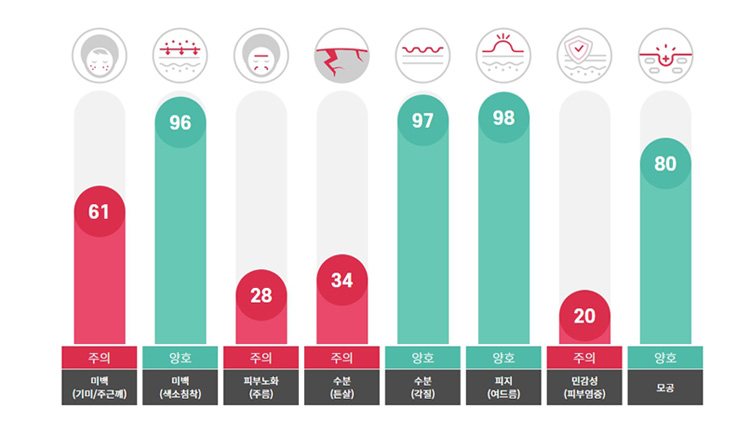 61
96
28
34
97
98
20
80
주의
양호
주의
주의
양호
양호
주의
양호
미백
(기미/주근깨)
미백
(색소침착)
피부노화
(주름)
수분
(튼살)
수분
(각질)
피지
(여드름)
민감성
(피부염증)
모공